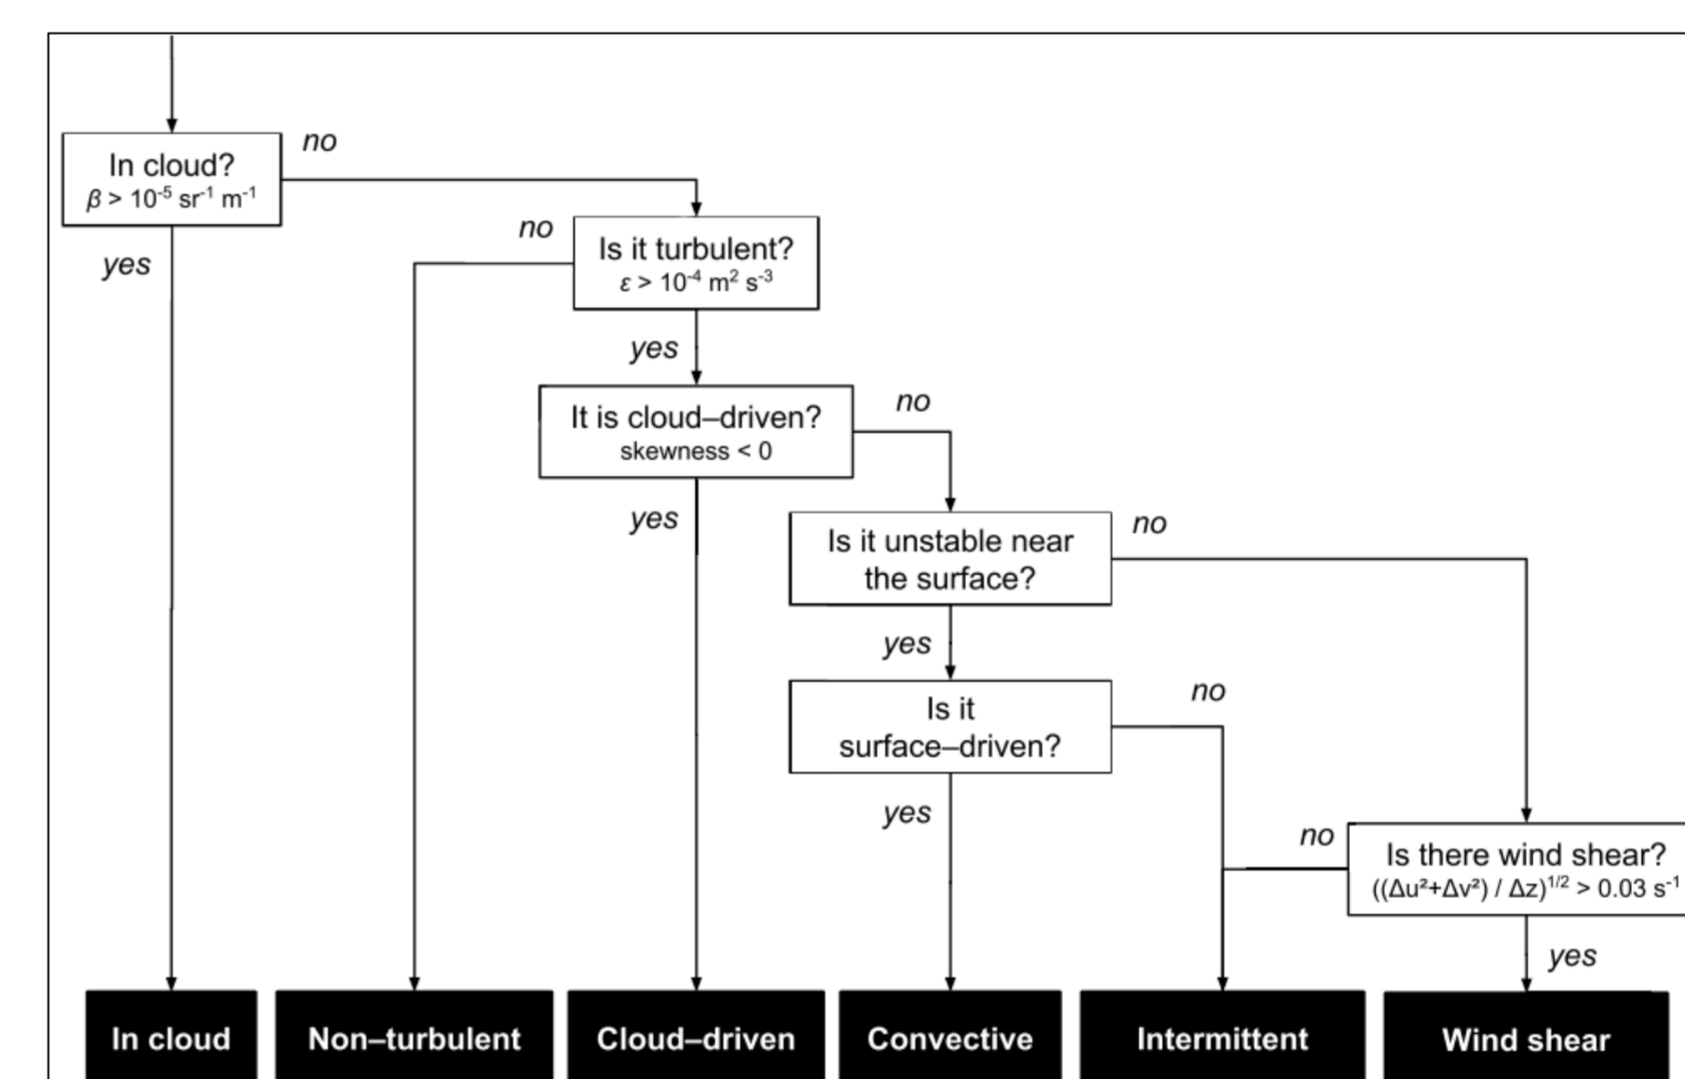 no
In cloud?
β > 10⁻⁵ sr⁻¹ m⁻¹
yes
no
Is it turbulent?
ε > 10⁻⁴ m² s⁻³
yes
no
It is cloud–driven?
skewness < 0
yes
no
Is it unstable near
the surface?
yes
no
Is it
surface–driven?
yes
no
Is there wind shear?
((Δu²+Δv²) / Δz)¹ᐟ² > 0.03 s⁻¹
yes
In cloud
Non–turbulent
Cloud–driven
Convective
Intermittent
Wind shear